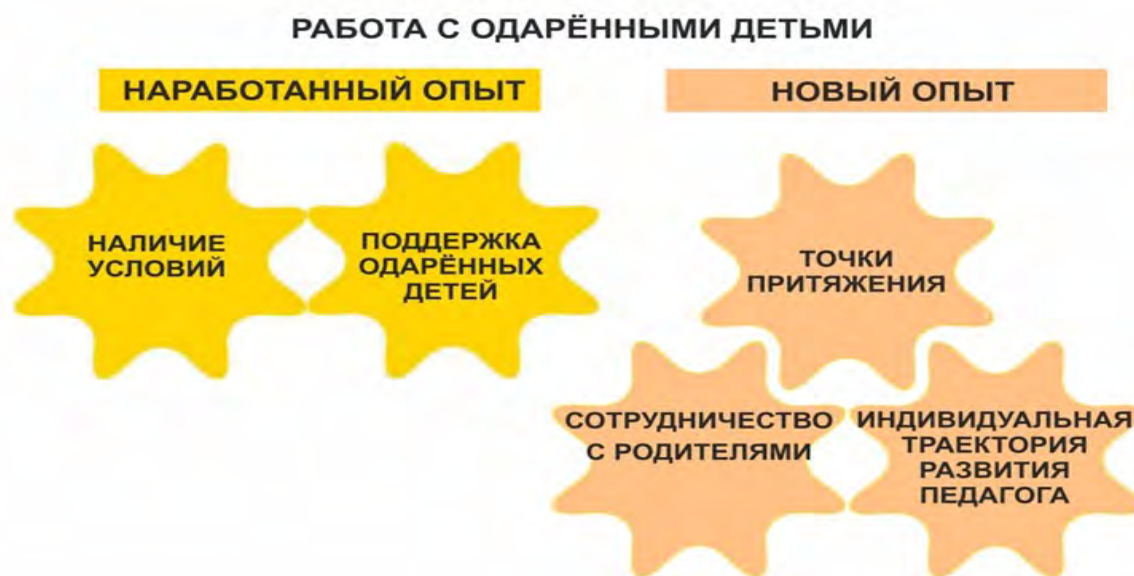 РАБОТА С ОДАРЁННЫМИ ДЕТЬМИ
НАРАБОТАННЫЙ ОПЫТ
НОВЫЙ ОПЫТ
НАЛИЧИЕ
УСЛОВИЙ
ПОДДЕРЖКА
ОДАРЁННЫХ
ДЕТЕЙ
ТОЧКИ
ПРИТЯЖЕНИЯ
СОТРУДНИЧЕСТВО
С РОДИТЕЛЯМИ
ИНДИВИДУАЛЬНАЯ
ТРАЕКТОРИЯ
РАЗВИТИЯ
ПЕДАГОГА